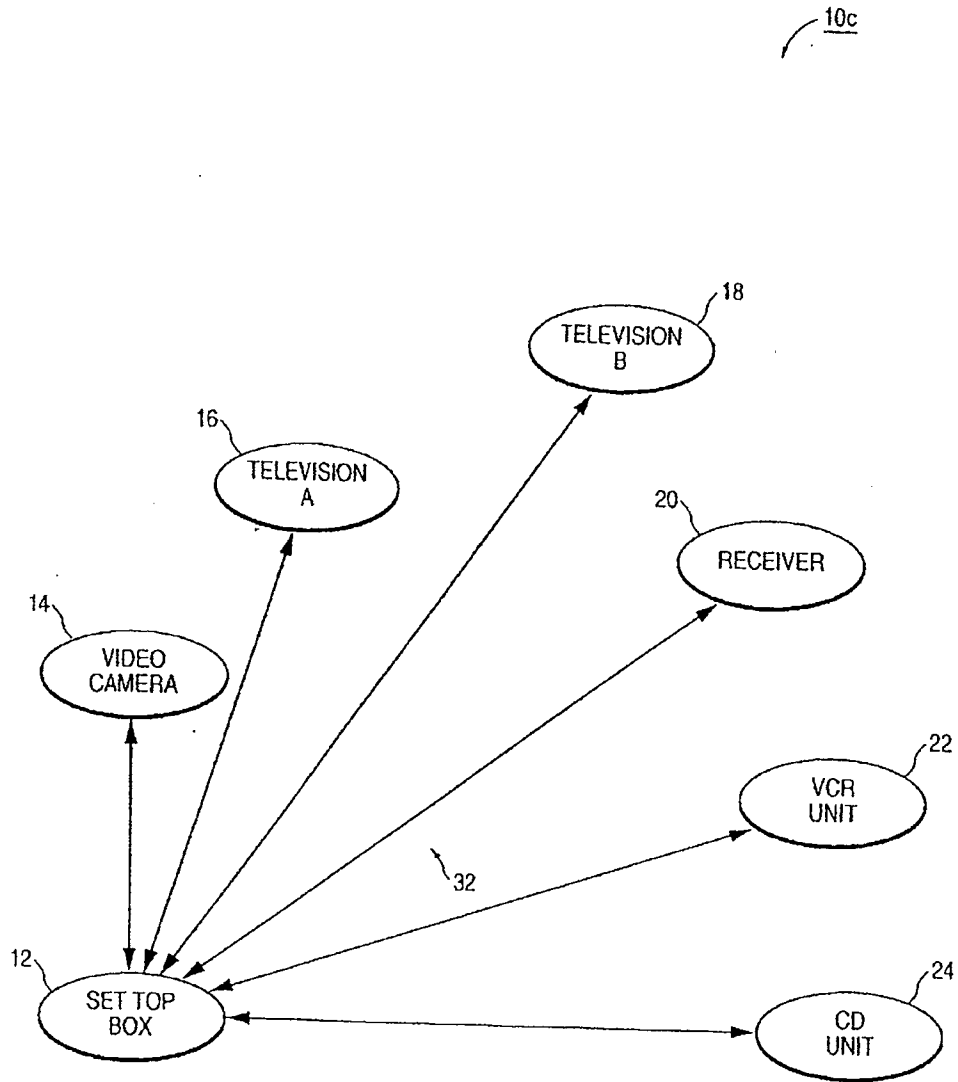 10c
18
TELEVISION
B
16
TELEVISION
A
20
RECEIVER
14
VIDEO
CAMERA
22
VCR
UNIT
32
12
SET TOP
BOX
24
CD
UNIT